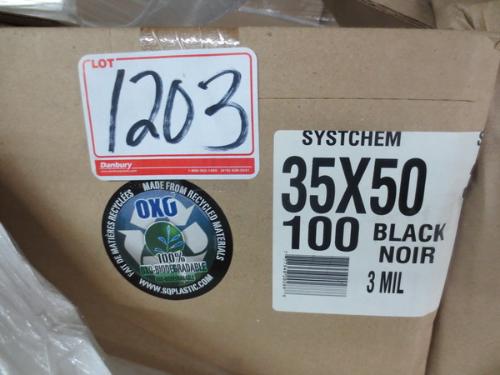 LOT
1203
Danbury
SYSTCHEM
35X50
100 BLACK
NOIR
3 MIL
MADE FROM RECYCLED MATERIALS
FAIT DE MATIÈRES RECYCLÉES
OXO
100%
OXO-BIODEGRADABLE
WWW.SQPLASTIC.COM